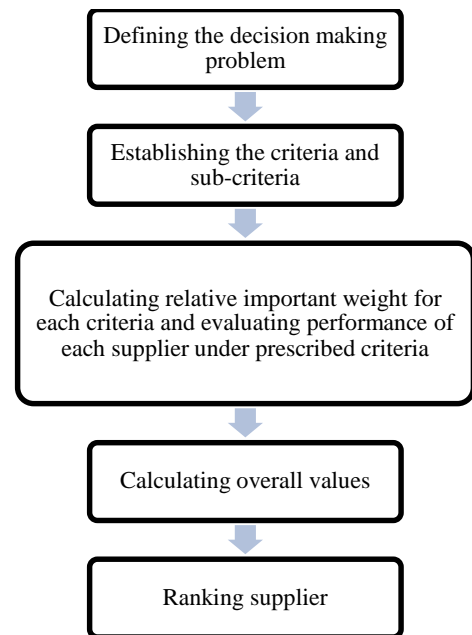 Defining the decision making
problem
Establishing the criteria and
sub-criteria
Calculating relative important weight for
each criteria and evaluating performance of
each supplier under prescribed criteria
Calculating overall values
Ranking supplier